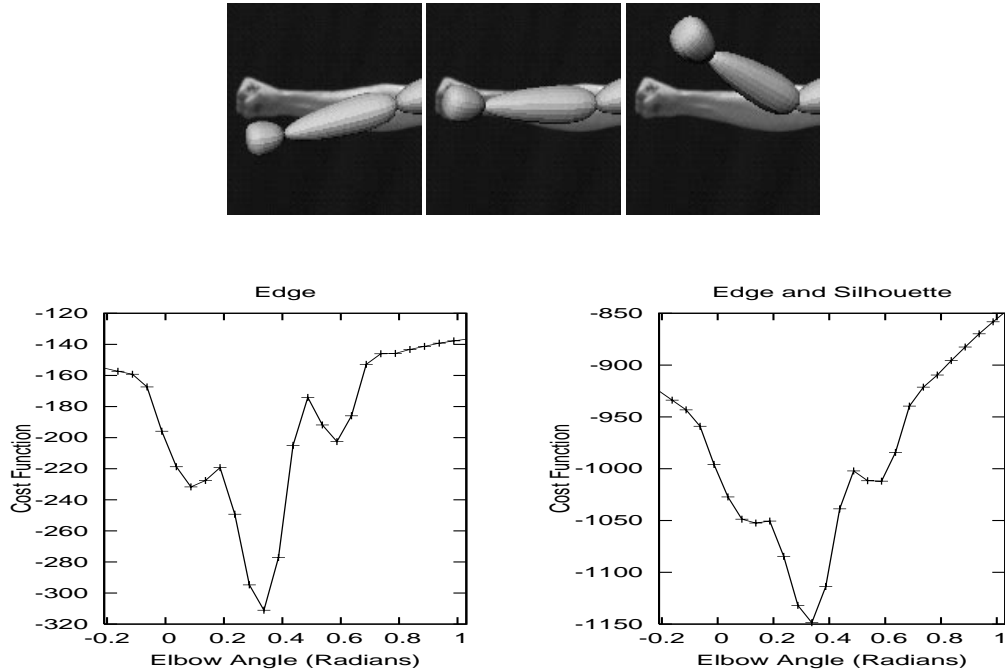 Edge
-120
-140
-160
-180
-200
-220
-240
-260
-280
-300
-320
Cost Function
-0.2 0 0.2 0.4 0.6 0.8 1
Elbow Angle (Radians)
Edge and Silhouette
-850
-900
-950
-1000
-1050
-1100
-1150
Cost Function
-0.2 0 0.2 0.4 0.6 0.8 1
Elbow Angle (Radians)